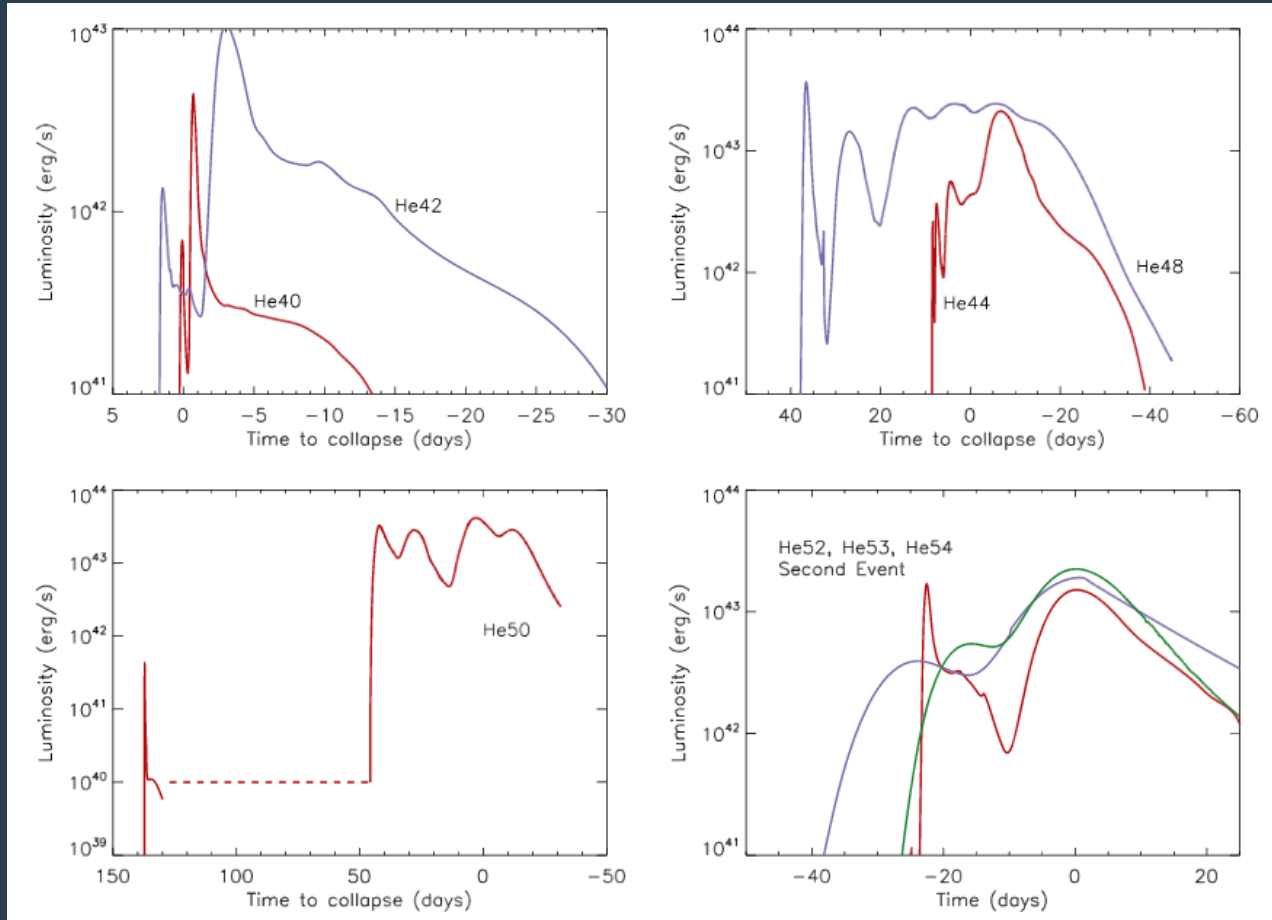 10^43
10^42
10^41
Luminosity (erg/s)
He42
He40
5 0 −5 −10 −15 −20 −25 −30
Time to collapse (days)
10^44
10^43
10^42
10^41
Luminosity (erg/s)
He48
He44
40 20 0 −20 −40 −60
Time to collapse (days)
10^44
10^43
10^42
10^41
10^40
10^39
Luminosity (erg/s)
He50
100 50 0 −50
Time to collapse (days)
10^44
10^43
10^42
10^41
Luminosity (erg/s)
He52, He53, He54
Second Event
−40 −20 0 20
Time (days)